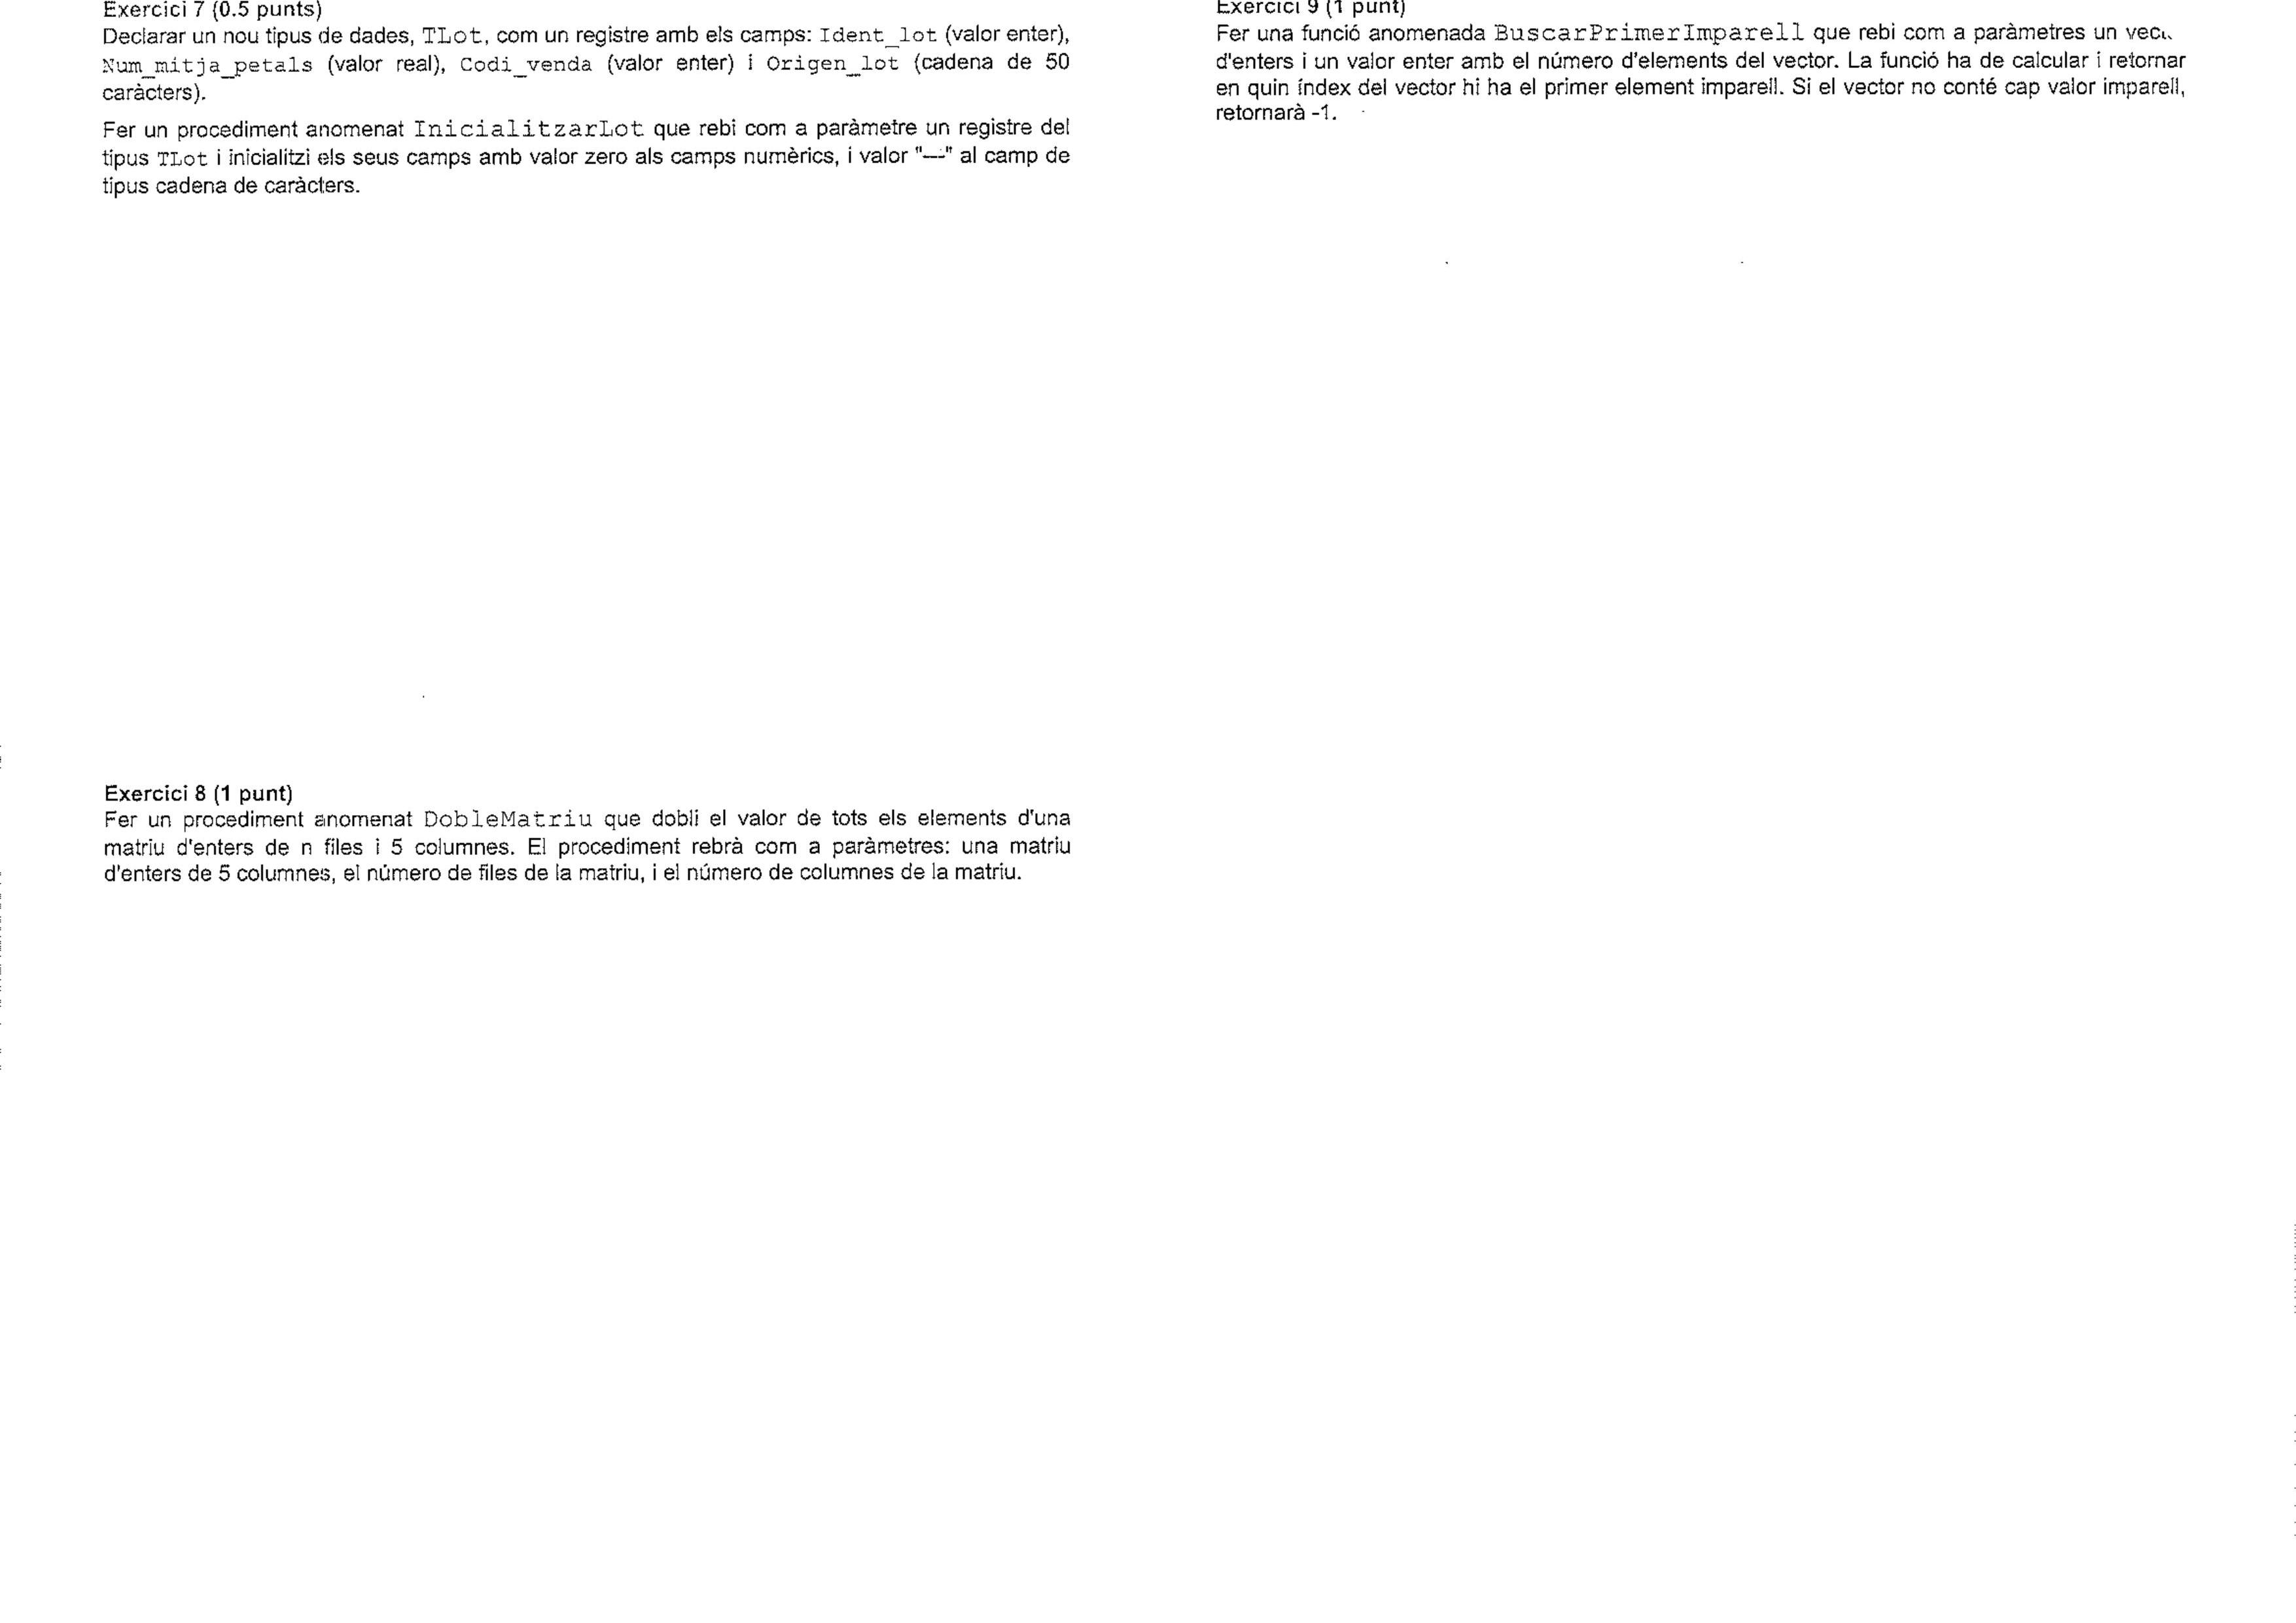 Exercici 7 (0.5 punts)
Declarar un nou tipus de dades, TLot, com un registre amb els camps: Ident_lot (valor enter),
Num_mitja_petals (valor real), Codi_venda (valor enter) i Origen_lot (cadena de 50
caràcters).
Fer un procediment anomenat InicialitzarLot que rebi com a paràmetre un registre del
tipus TLot i inicialitzi els seus camps amb valor zero als camps numèrics, i valor "---" al camp de
tipus cadena de caràcters.
Exercici 8 (1 punt)
Fer un procediment anomenat DobleMatriu que dobli el valor de tots els elements d'una
matriu d'enters de n files i 5 columnes. El procediment rebrà com a paràmetres: una matriu
d'enters de 5 columnes, el número de files de la matriu, i el número de columnes de la matriu.
Exercici 9 (1 punt)
Fer una funció anomenada BuscarPrimerImparell que rebi com a paràmetres un
d'enters i un valor enter amb el número d'elements del vector. La funció ha de calcular i retornar
en quin índex del vector hi ha el primer element imparell. Si el vector no conté cap valor imparell,
retornarà -1.